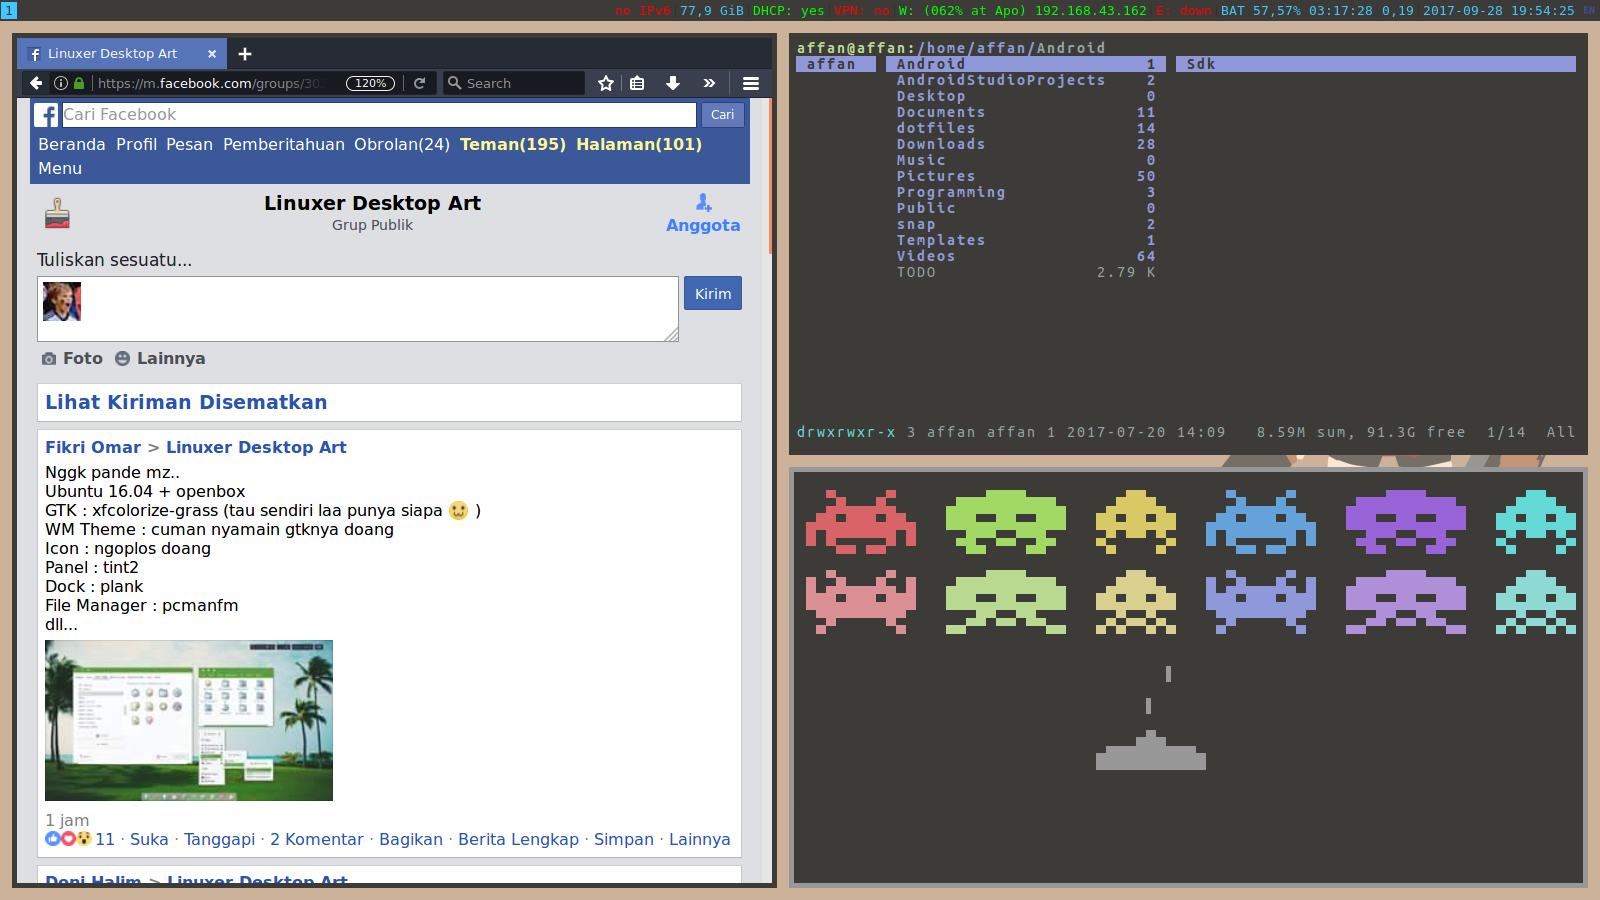 1
no IPv6 77,9 GiB DHCP: yes VPN: no W: (062% at Apo) 192.168.43.162 E: down BAT 57,57% 03:17:28 0,19 2017-09-28 19:54:25 EN
Linuxer Desktop Art
https://m.facebook.com/groups/30 120% Search
Cari Facebook Cari
Beranda Profil Pesan Pemberitahuan Obrolan(24) Teman(195) Halaman(101)
Menu
Linuxer Desktop Art
Grup Publik
Anggota
Tuliskan sesuatu...
Kirim
Foto Lainnya
Lihat Kiriman Disematkan
Fikri Omar > Linuxer Desktop Art
Nggk pande mz..
Ubuntu 16.04 + openbox
GTK : xfcolorize-grass (tau sendiri laa punya siapa )
WM Theme : cuman nyamain gtknya doang
Icon : ngoplos doang
Panel : tint2
Dock : plank
File Manager : pcmanfm
dll...
1 jam
11 · Suka · Tanggapi · 2 Komentar · Bagikan · Berita Lengkap · Simpan · Lainnya
Doni Halim > Linuxer Desktop Art
affan@affan:/home/affan/Android
affan Android 1 Sdk
AndroidStudioProjects 2
Desktop 0
Documents 11
dotfiles 14
Downloads 28
Music 0
Pictures 50
Programming 3
Public 0
snap 2
Templates 1
Videos 64
TODO 2.79 K
drwxrwxr-x 3 affan affan 1 2017-07-20 14:09 8.59M sum, 91.3G free 1/14 All